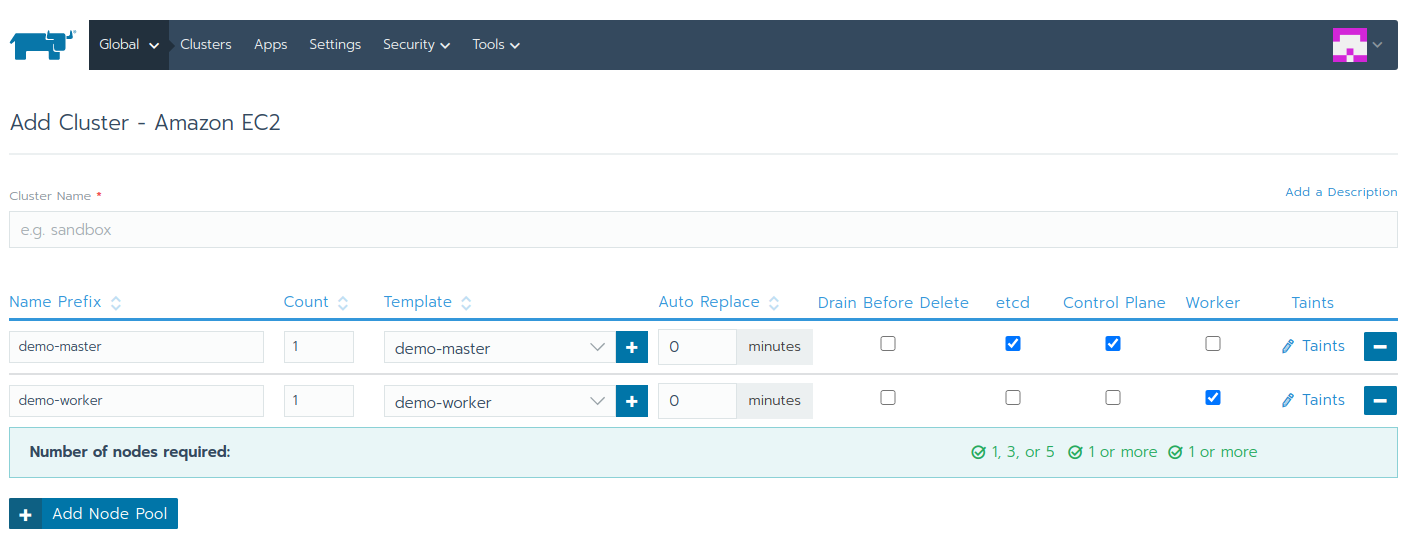 Global Clusters Apps Settings Security Tools
Add Cluster - Amazon EC2
Add a Description
Cluster Name *
e.g. sandbox
Name Prefix Count Template Auto Replace Drain Before Delete etcd Control Plane Worker Taints
demo-master 1 demo-master 0 minutes Taints
demo-worker 1 demo-worker 0 minutes Taints
Number of nodes required: 1, 3, or 5 1 or more 1 or more
Add Node Pool